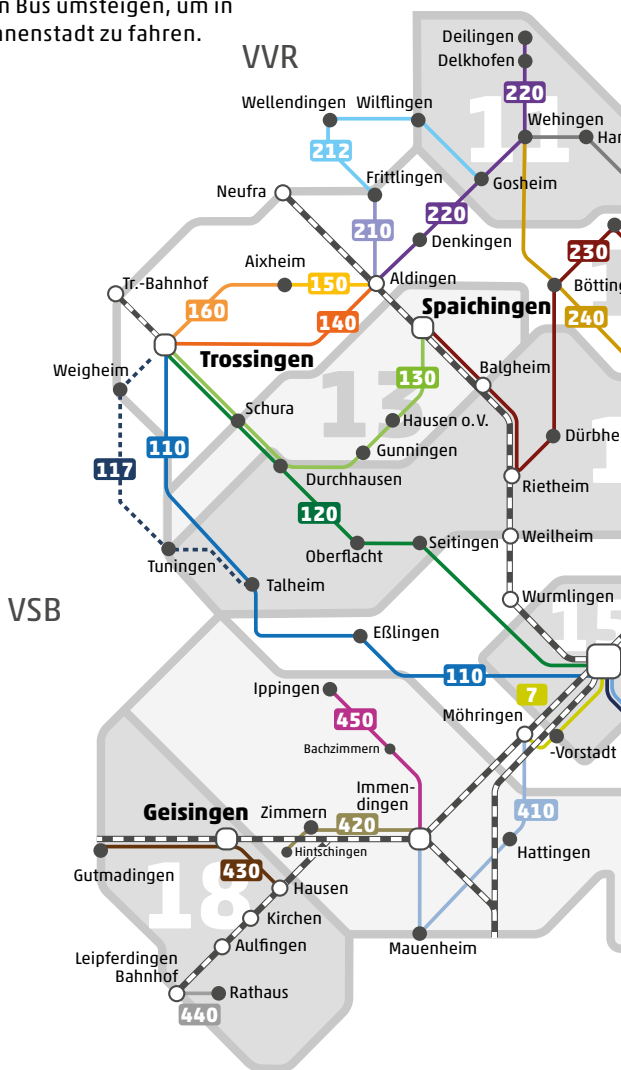 n Bus umsteigen, um in
nenstadt zu fahren.
VVR
Deilingen
Delkhofen
220
Wellendingen
Wilflingen
11
Wehingen
Har
212
Neufra
Frittlingen
Gosheim
220
210
Denkingen
230
Aixheim
Tr.-Bahnhof
150
Aldingen
Götting
160
140
Spaichingen
240
Trossingen
Weigheim
130
Balgheim
13
Schura
Hausen o.V.
110
Gunningen
Dürbhe
117
Durchhausen
Rietheim
120
Oberflacht
Seitingen
Weilheim
Tuningen
Talheim
VSB
Wurmlingen
15
Eßlingen
110
Ippingen
7
450
Möhringen
Bachzimmern
-Vorstadt
Immen-
dingen
Geisingen
Zimmern
420
410
Hintschingen
Hattingen
Gutmadingen
430
18
Hausen
Kirchen
Aulfingen
Mauenheim
Leipferdingen
Bahnhof
Rathaus
440